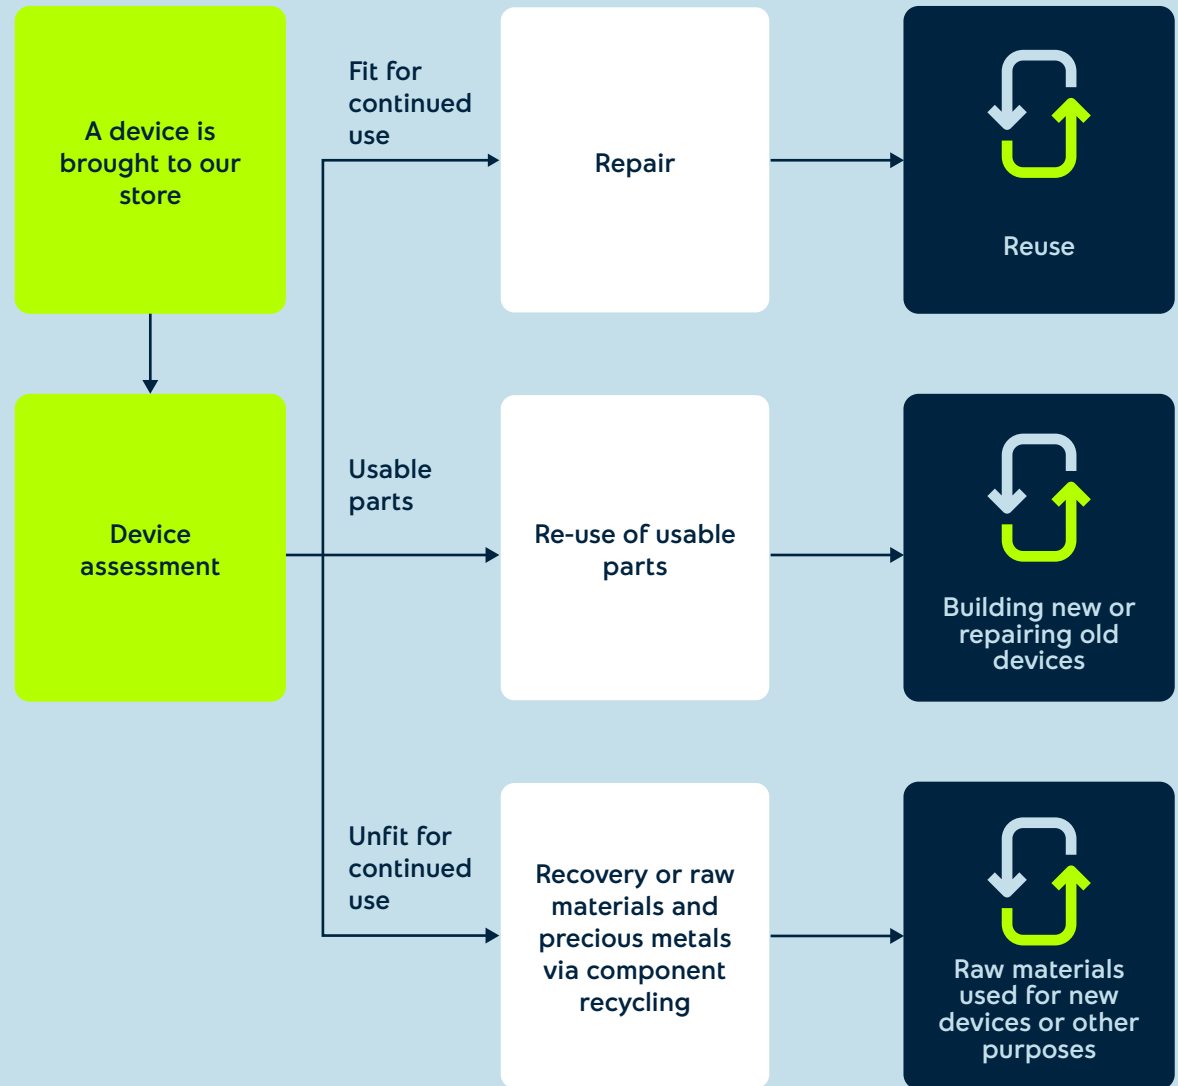 A device is
brought to our
store
Fit for
continued
use
Repair
Reuse
Device
assessment
Usable
parts
Re-use of usable
parts
Building new or
repairing old
devices
Unfit for
continued
use
Recovery or raw
materials and
precious metals
via component
recycling
Raw materials
used for new
devices or other
purposes